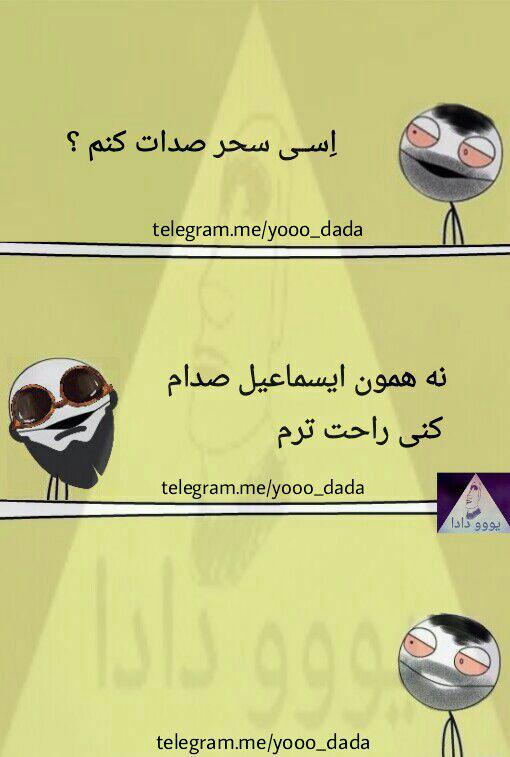 اِســی سحر صدات کنم ؟
telegram.me/yooo_dada
نه همون ایسماعیل صدام
کنی راحت ترم
telegram.me/yooo_dada
یووو دادا
یووو دادا
telegram.me/yooo_dada